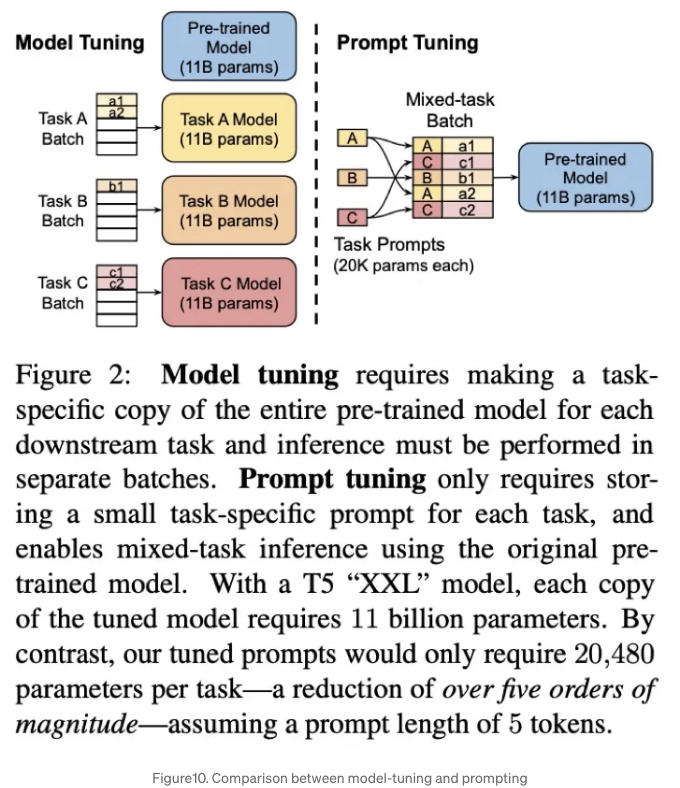 Model Tuning
Pre-trained
Model
(11B params)
Task A
Batch
a1
a2
Task A Model
(11B params)
Task B
Batch
b1
Task B Model
(11B params)
Task C
Batch
c1
c2
Task C Model
(11B params)
Prompt Tuning
Mixed-task
Batch
A
B
C
A a1
C c1
B b1
A a2
C c2
Pre-trained
Model
(11B params)
Task Prompts
(20K params each)
Figure 2: Model tuning requires making a task-
specific copy of the entire pre-trained model for each
downstream task and inference must be performed in
separate batches. Prompt tuning only requires stor-
ing a small task-specific prompt for each task, and
enables mixed-task inference using the original pre-
trained model. With a T5 “XXL” model, each copy
of the tuned model requires 11 billion parameters. By
contrast, our tuned prompts would only require 20,480
parameters per task—a reduction of over five orders of
magnitude—assuming a prompt length of 5 tokens.
Figure10. Comparison between model-tuning and prompting